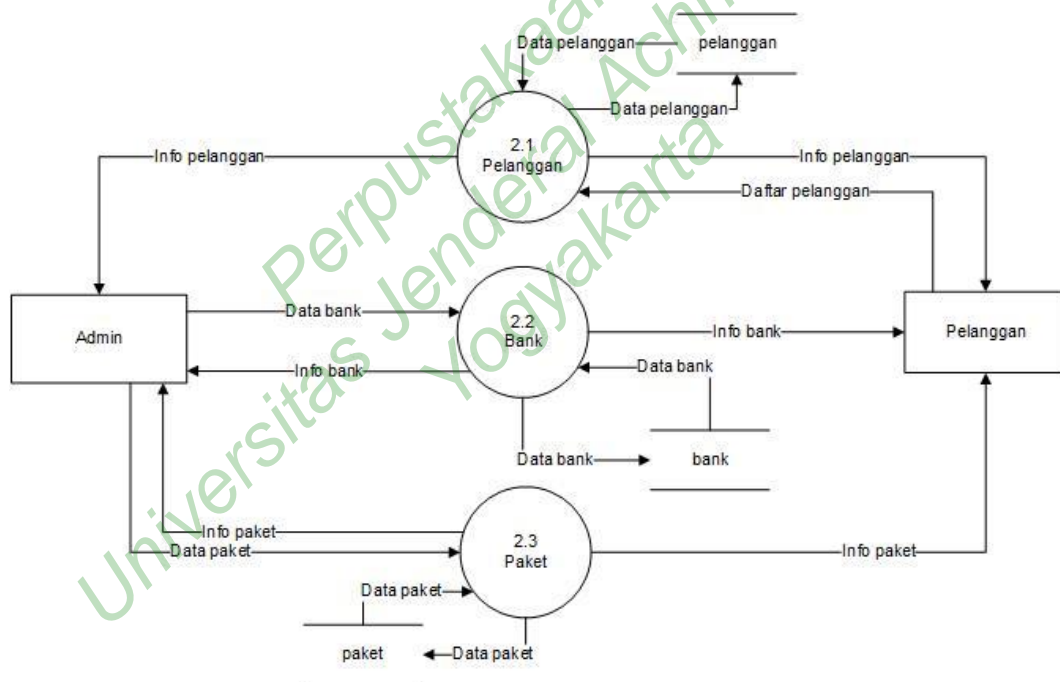 Data pelanggan
pelanggan
Data pelanggan
2.1
Pelanggan
Info pelanggan
Info pelanggan
Daftar pelanggan
Admin
Data bank
2.2
Bank
Info bank
Pelanggan
Info bank
Data bank
Data bank
bank
Info paket
Data paket
2.3
Paket
Info paket
Data paket
paket
Data paket
Perpustakaan
Universitas Jenderal Achm
Yogyakarta